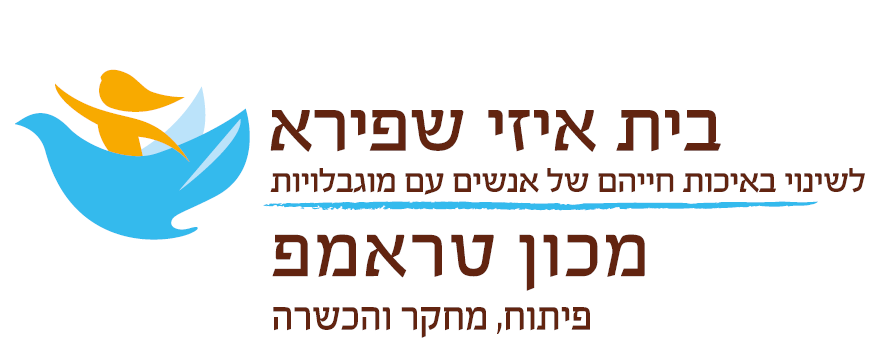 בית איזי שפירא
לשינוי באיכות חייהם של אנשים עם מוגבלויות
מכון טראמפ
פיתוח, מחקר והכשרה